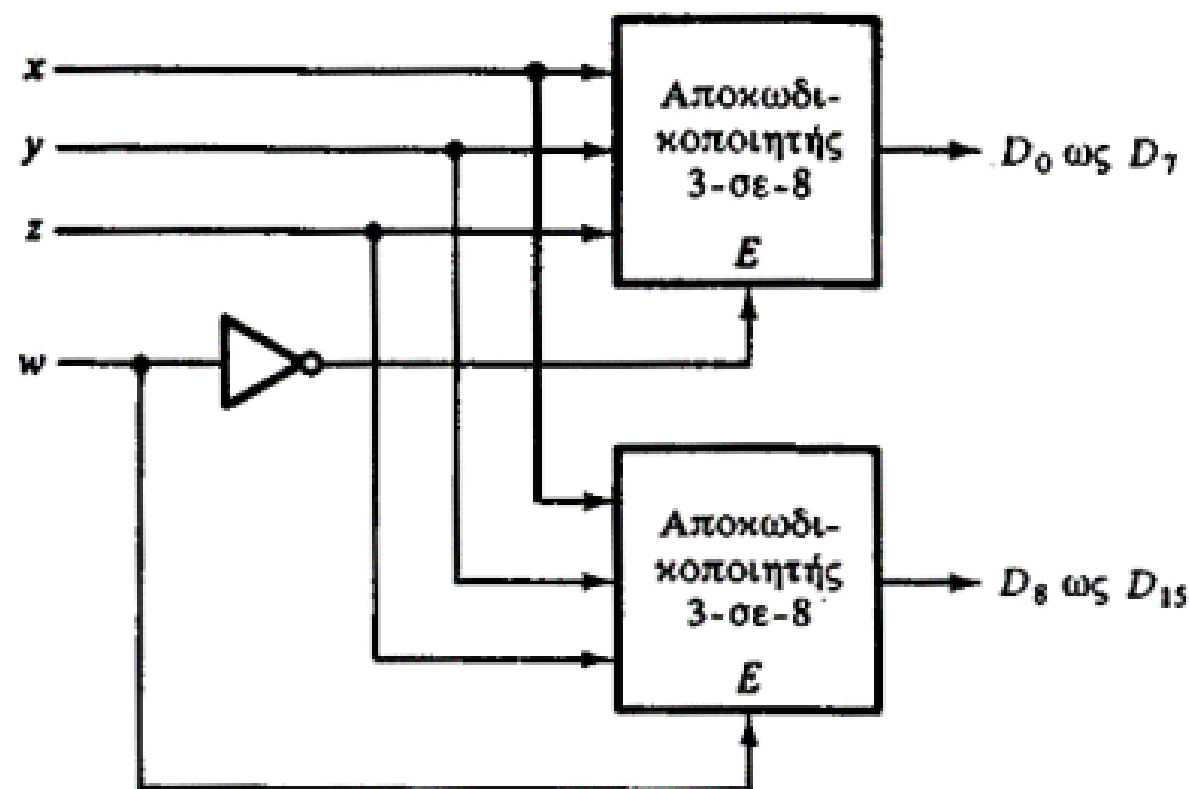 x
y
z
w
Αποκωδι-
κοποιητής
3-σε-8
E
D₀ ως D₇
Αποκωδι-
κοποιητής
3-σε-8
E
D₈ ως D₁₅